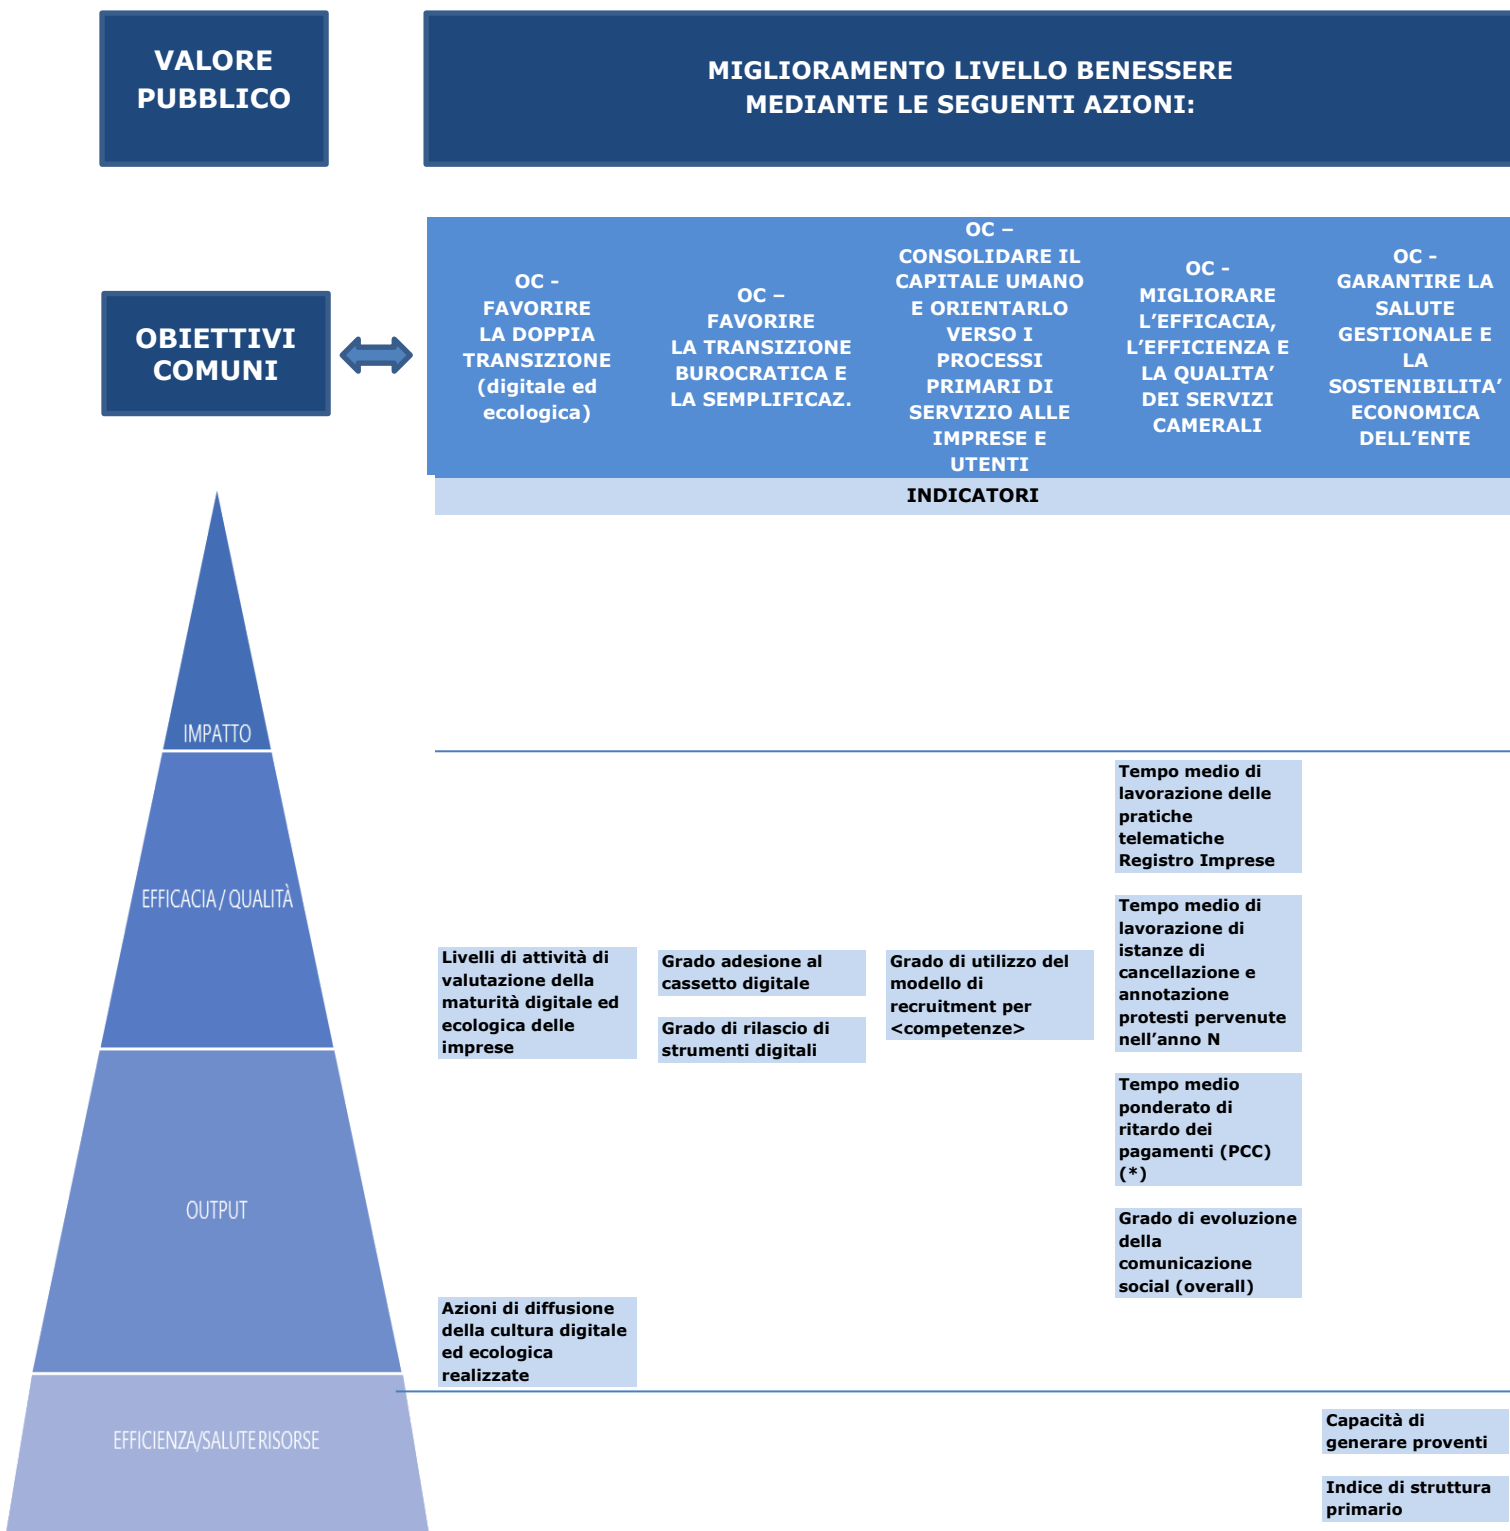 VALORE
PUBBLICO
MIGLIORAMENTO LIVELLO BENESSERE
MEDIANTE LE SEGUENTI AZIONI:
OBIETTIVI
COMUNI
OC -
FAVORIRE
LA DOPPIA
TRANSIZIONE
(digitale ed
ecologica)
OC –
FAVORIRE
LA TRANSIZIONE
BUROCRATICA E
LA SEMPLIFICAZ.
OC –
CONSOLIDARE IL
CAPITALE UMANO
E ORIENTARLO
VERSO I
PROCESSI
PRIMARI DI
SERVIZIO ALLE
IMPRESE E
UTENTI
OC -
MIGLIORARE
L’EFFICACIA,
L’EFFICIENZA E
LA QUALITA’
DEI SERVIZI
CAMERALI
OC -
GARANTIRE LA
SALUTE
GESTIONALE E
LA
SOSTENIBILITA’
ECONOMICA
DELL’ENTE
INDICATORI
IMPATTO
EFFICACIA / QUALITÀ
Livelli di attività di
valutazione della
maturità digitale ed
ecologica delle
imprese
Grado adesione al
cassetto digitale
Grado di rilascio di
strumenti digitali
Grado di utilizzo del
modello di
recruitment per
<competenze>
Tempo medio di
lavorazione delle
pratiche
telematiche
Registro Imprese
Tempo medio di
lavorazione di
istanze di
cancellazione e
annotazione
protesti pervenute
nell’anno N
Tempo medio
ponderato di
ritardo dei
pagamenti (PCC)
(*)
Grado di evoluzione
della
comunicazione
social (overall)
OUTPUT
Azioni di diffusione
della cultura digitale
ed ecologica
realizzate
EFFICIENZA/SALUTE RISORSE
Capacità di
generare proventi
Indice di struttura
primario